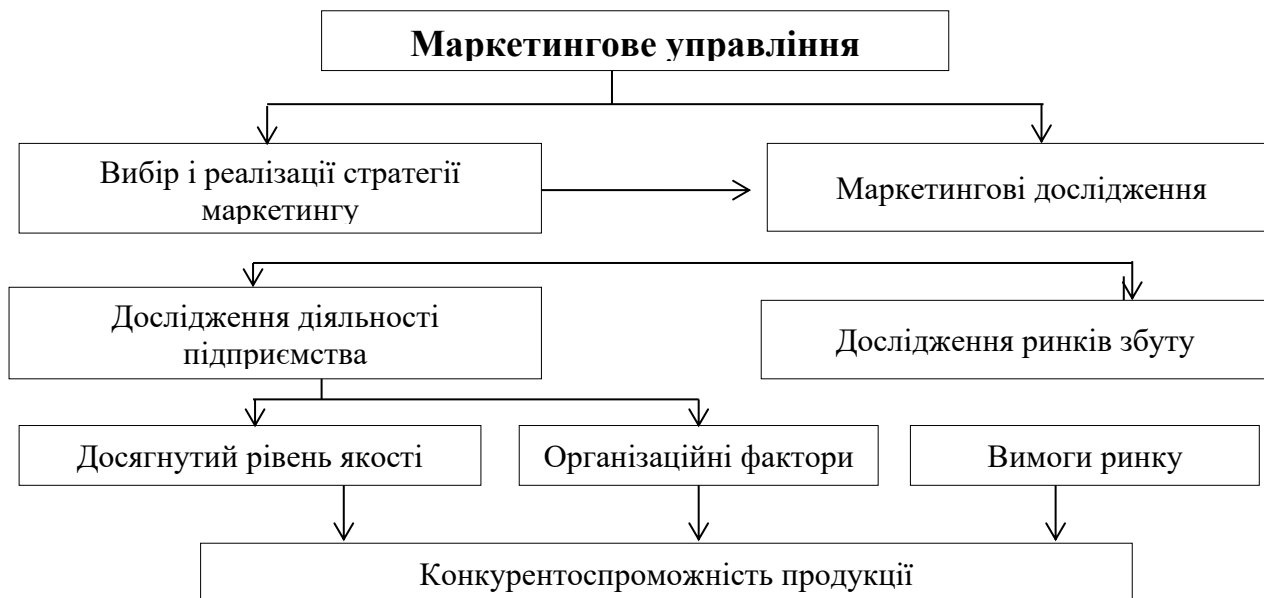 Маркетингове управління
Вибір і реалізації стратегії
маркетингу
Маркетингові дослідження
Дослідження діяльності
підприємства
Дослідження ринків збуту
Досягнутий рівень якості
Організаційні фактори
Вимоги ринку
Конкурентоспроможність продукції